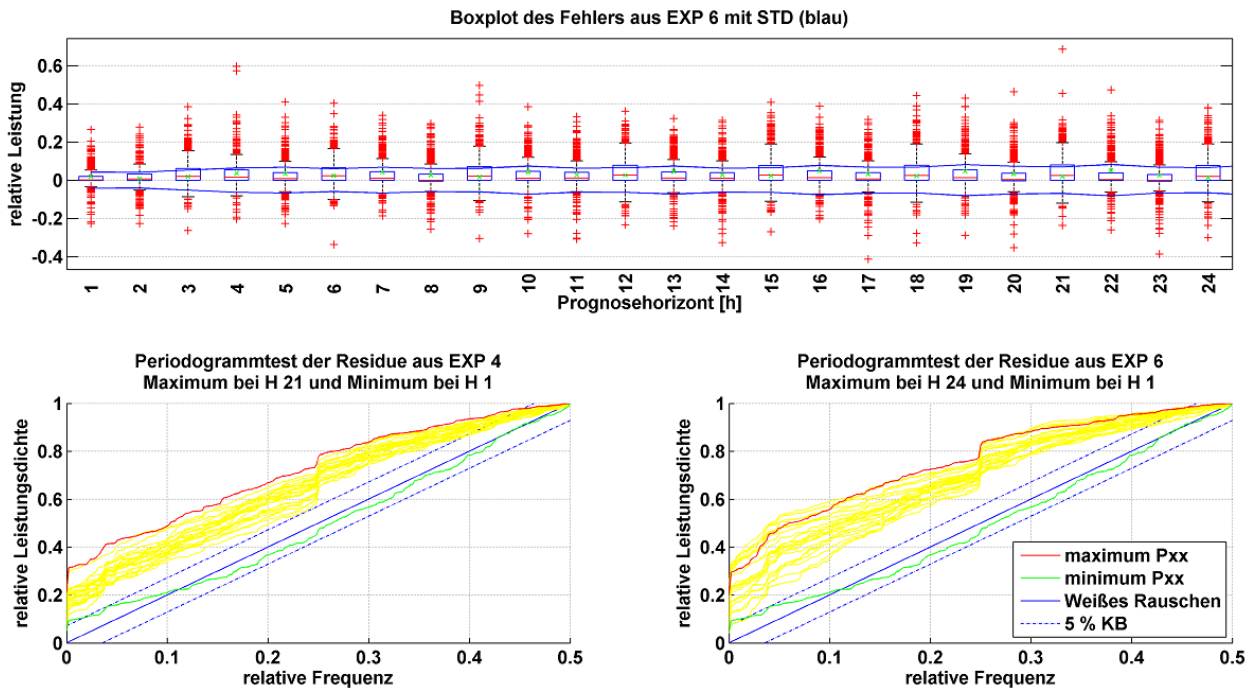 Boxplot des Fehlers aus EXP 6 mit STD (blau)
relative Leistung
0.6
0.4
0.2
0
-0.2
-0.4
1 2 3 4 5 6 7 8 9 10 11 12 13 14 15 16 17 18 19 20 21 22 23 24
Prognosehorizont [h]
Periodogrammtest der Residue aus EXP 4
Maximum bei H 21 und Minimum bei H 1
relative Leistungsdichte
1
0.8
0.6
0.4
0.2
0
0 0.1 0.2 0.3 0.4 0.5
relative Frequenz
Periodogrammtest der Residue aus EXP 6
Maximum bei H 24 und Minimum bei H 1
relative Leistungsdichte
1
0.8
0.6
0.4
0.2
0
0 0.1 0.2 0.3 0.4 0.5
relative Frequenz
maximum Pxx
minimum Pxx
Weißes Rauschen
5 % KB